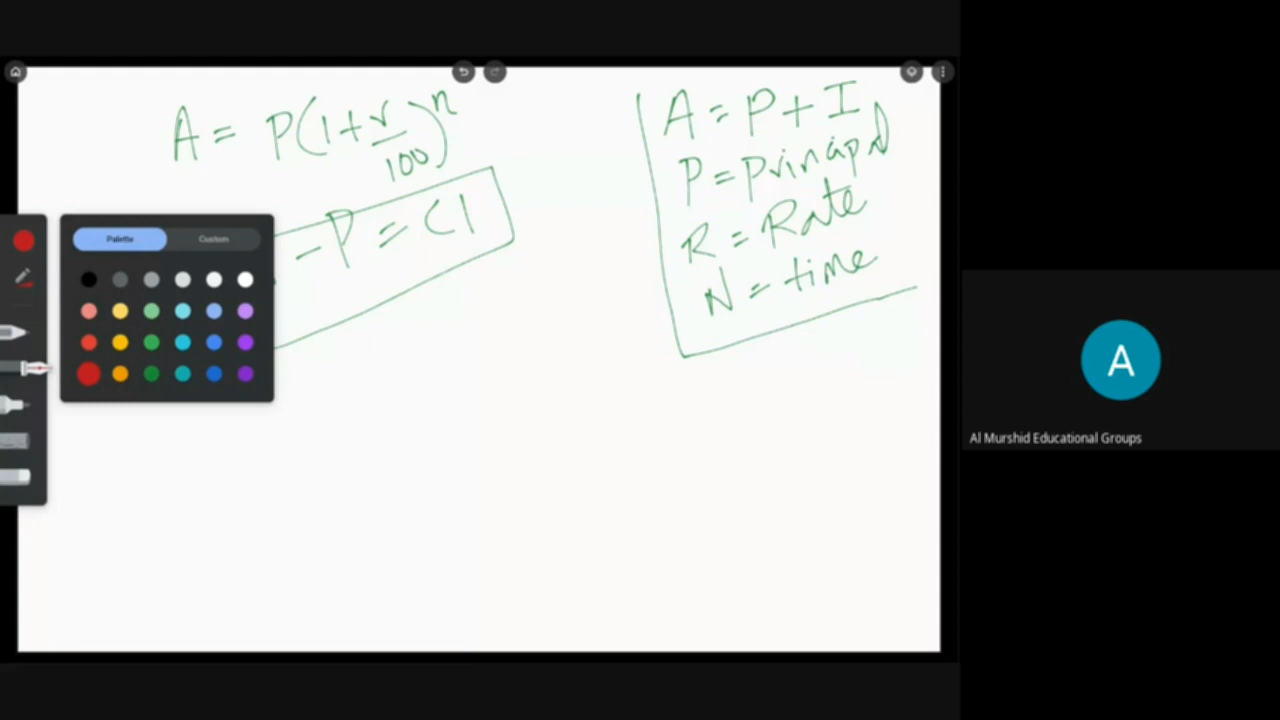 A = P(1+r/100)^n
-P = CI
A = P + I
P = Principal
R = Rate
N = time
Palette
Custom
A
Al Murshid Educational Groups